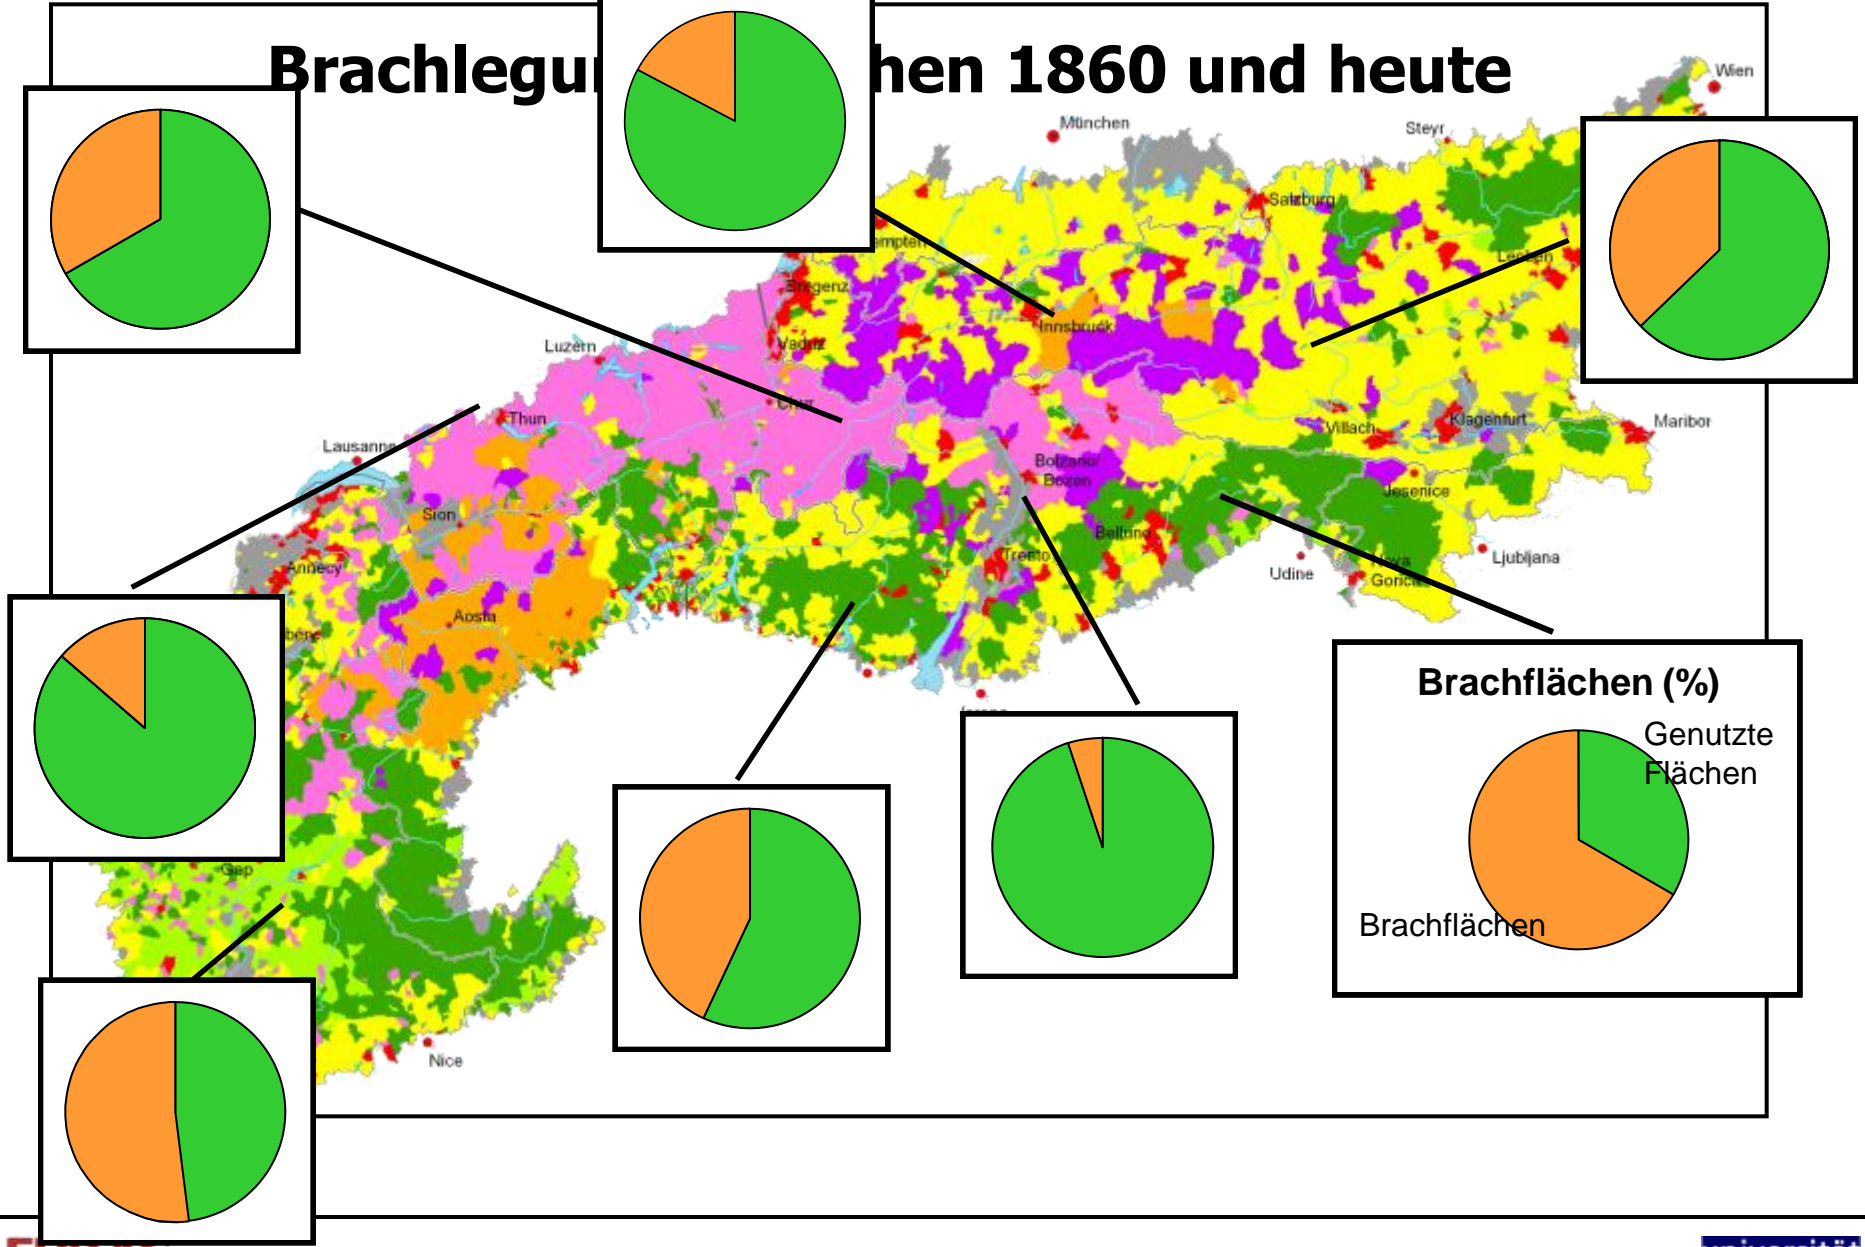 Brachlegu hen 1860 und heute
Wien
München
Steyr
Salzburg
empten
Leoben
Bregenz
Innsbruck
Luzern
Vaduz
Chur
Thun
Klagenfurt
Maribor
Villach
Lausanne
Bolzano/
Bozen
Jesenice
Sion
Belluno
Trento
Ljubljana
Annecy
Udine
Nova
Gorica
Aosta
Brachflächen (%)
Genutzte
Flächen
Brachflächen
Gap
Nice
universität